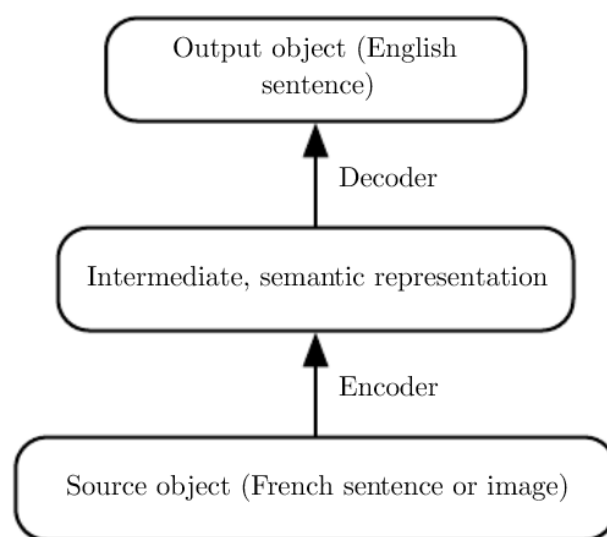 Output object (English
sentence)
Decoder
Intermediate, semantic representation
Encoder
Source object (French sentence or image)